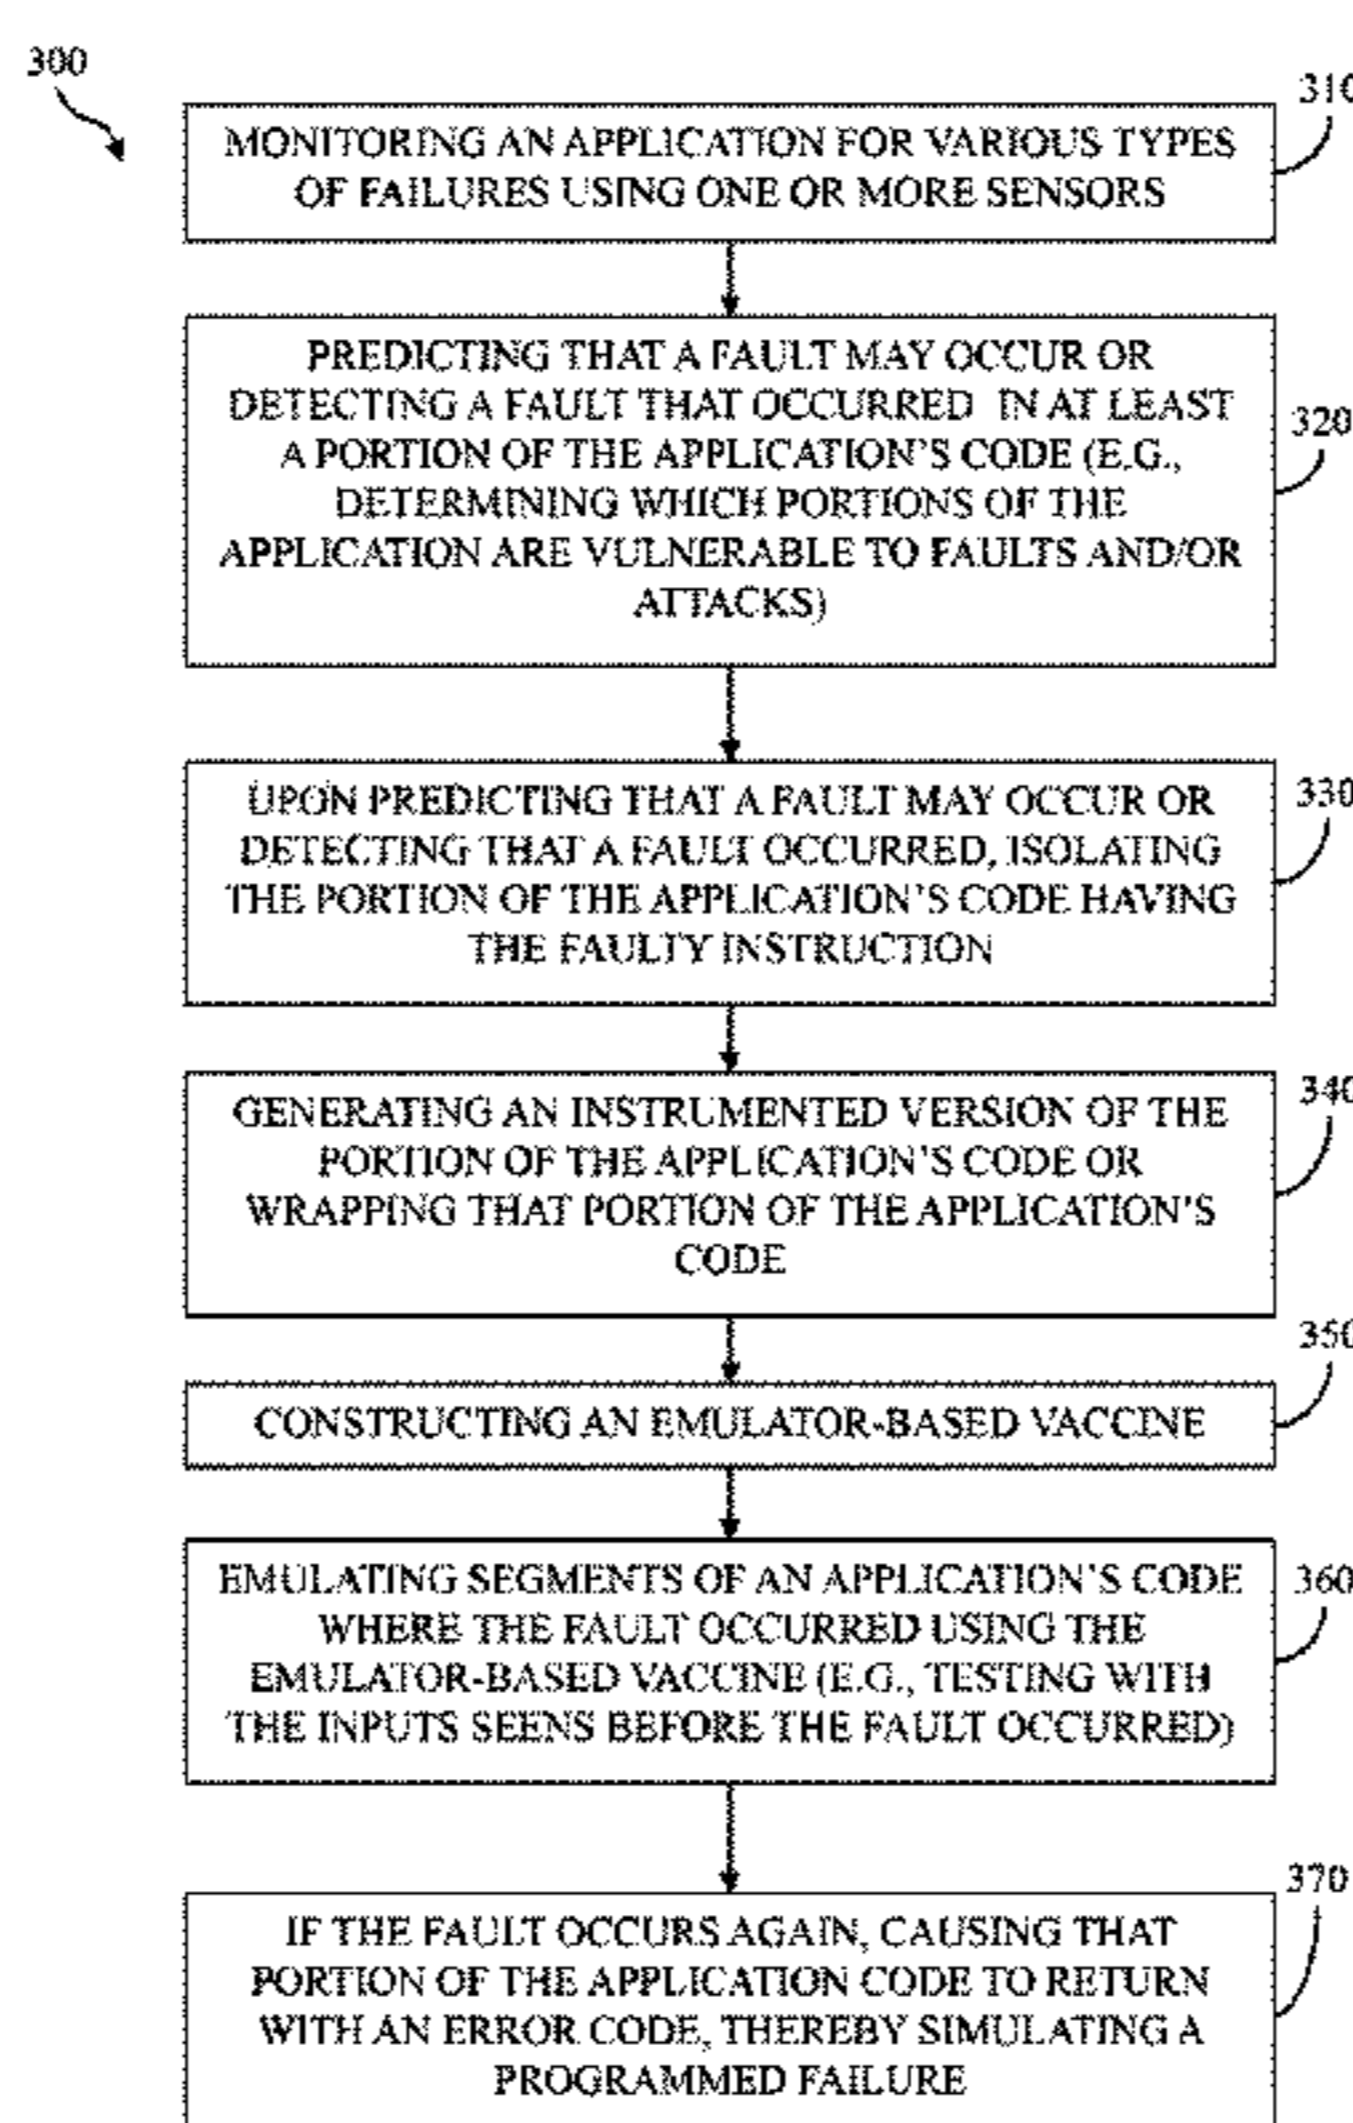 300
310
MONITORING AN APPLICATION FOR VARIOUS TYPES
OF FAILURES USING ONE OR MORE SENSORS
PREDICTING THAT A FAULT MAY OCCUR OR
DETECTING A FAULT THAT OCCURRED IN AT LEAST
A PORTION OF THE APPLICATION'S CODE (E.G.,
DETERMINING WHICH PORTIONS OF THE
APPLICATION ARE VULNERABLE TO FAULTS AND/OR
ATTACKS)
320
UPON PREDICTING THAT A FAULT MAY OCCUR OR
DETECTING THAT A FAULT OCCURRED, ISOLATING
THE PORTION OF THE APPLICATION'S CODE HAVING
THE FAULTY INSTRUCTION
330
GENERATING AN INSTRUMENTED VERSION OF THE
PORTION OF THE APPLICATION'S CODE OR
WRAPPING THAT PORTION OF THE APPLICATION'S
CODE
340
350
CONSTRUCTING AN EMULATOR-BASED VACCINE
EMULATING SEGMENTS OF AN APPLICATION'S CODE
WHERE THE FAULT OCCURRED USING THE
EMULATOR-BASED VACCINE (E.G., TESTING WITH
THE INPUTS SEENS BEFORE THE FAULT OCCURRED)
360
370
IF THE FAULT OCCURS AGAIN, CAUSING THAT
PORTION OF THE APPLICATION CODE TO RETURN
WITH AN ERROR CODE, THEREBY SIMULATING A
PROGRAMMED FAILURE